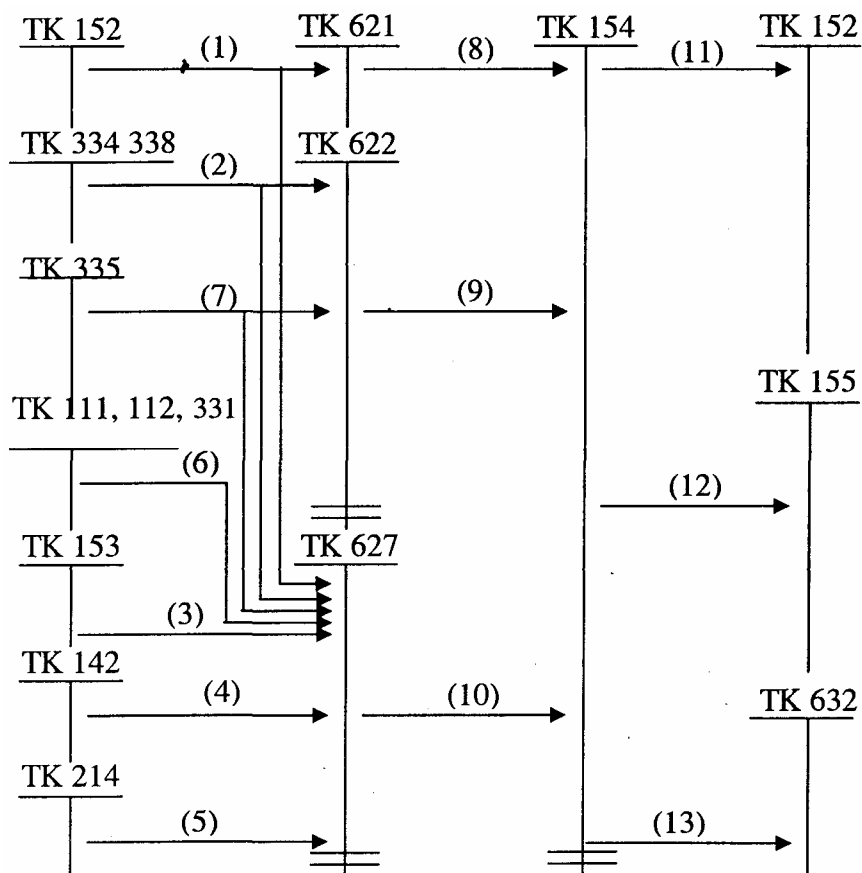 TK 152 (1) TK 621 (8) TK 154 (11) TK 152
TK 334 338 (2) TK 622
TK 335 (7) (9)
TK 155
TK 111, 112, 331
(6) (12)
TK 153 TK 627
(3)
TK 142 (4) (10) TK 632
TK 214 (5) (13)